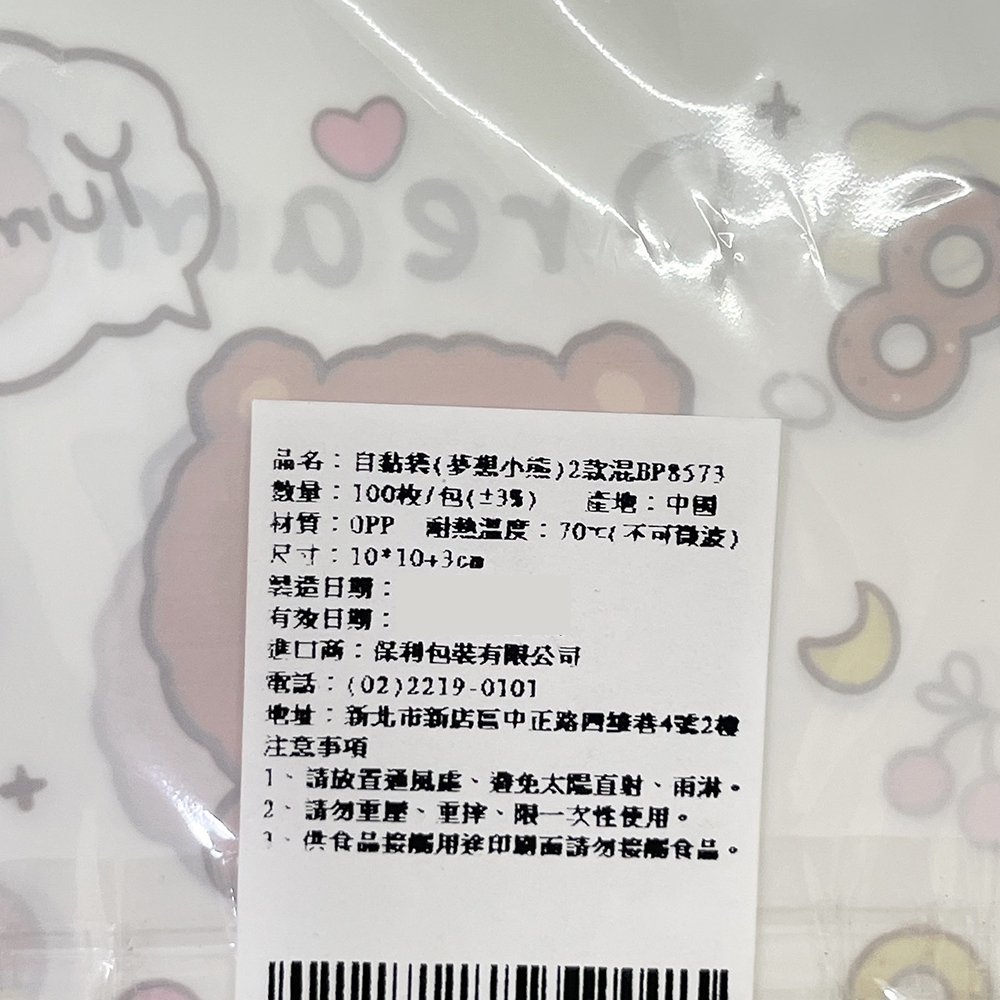 Yum
Dream
品名：自黏袋(夢想小熊)2款混BP8573
數量：100枚/包(±3%)　產地：中國
材質：OPP　耐熱溫度：70℃(不可微波)
尺寸：10*10+3cm
製造日期：
有效日期：
進口商：保利包裝有限公司
電話：(02)2219-0101
地址：新北市新店區中正路四維巷4號2樓
注意事項
1、請放置通風處、避免太陽直射、雨淋。
2、請勿重壓、重摔、限一次性使用。
3、供食品接觸用途印刷面請勿接觸食品。